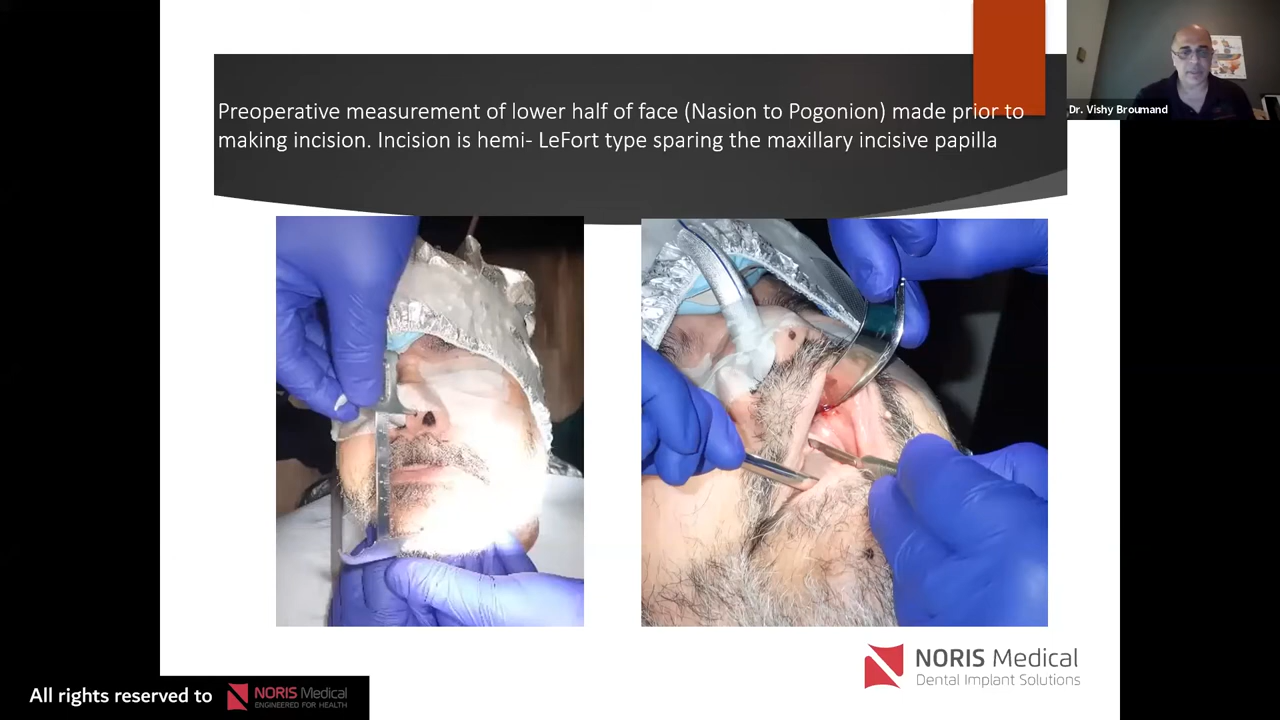 Preoperative measurement of lower half of face (Nasion to Pogonion) made prior to
making incision. Incision is hemi- LeFort type sparing the maxillary incisive papilla
Dr. Vishy Broumand
NORIS Medical
Dental Implant Solutions
All rights reserved to
NORIS Medical
ENGINEERED FOR HEALTH